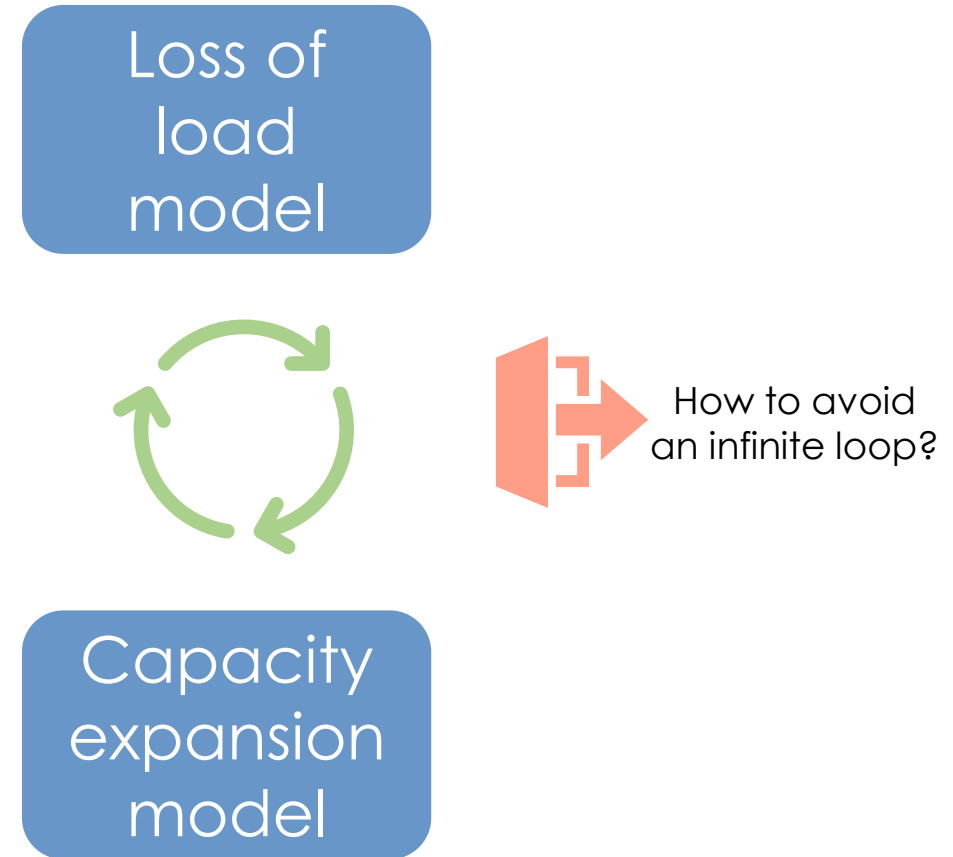 Loss of
load
model
How to avoid
an infinite loop?
Capacity
expansion
model